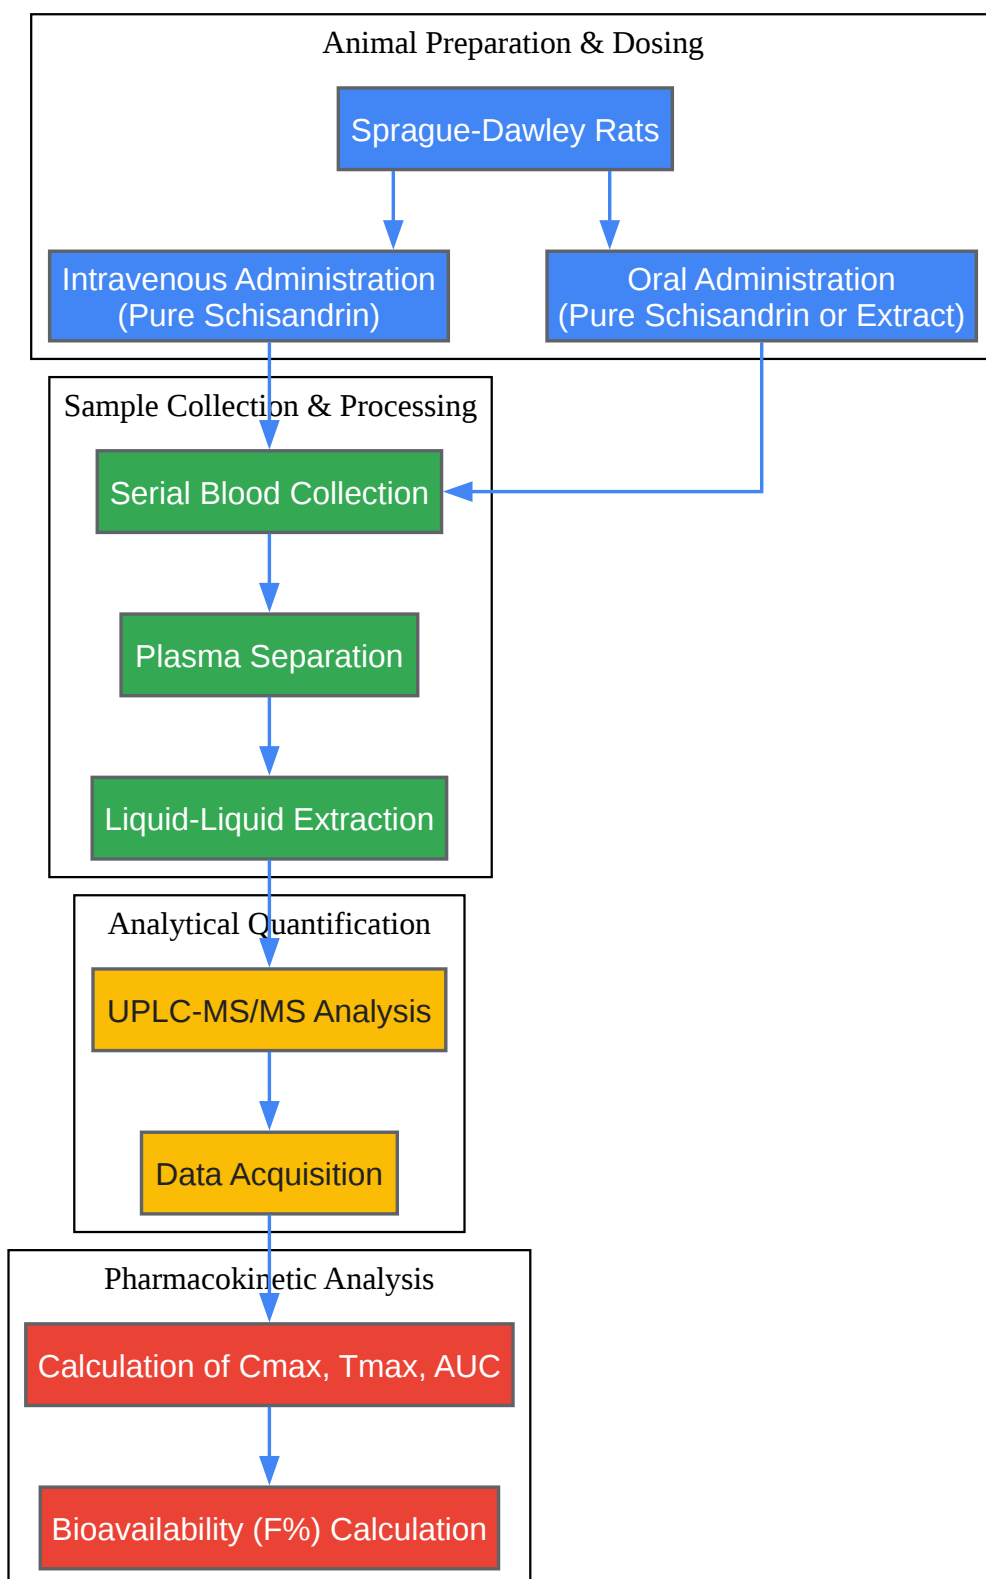 Animal Preparation & Dosing
Sprague-Dawley Rats
Intravenous Administration
(Pure Schisandrin)
Oral Administration
(Pure Schisandrin or Extract)
Sample Collection & Processing
Serial Blood Collection
Plasma Separation
Liquid-Liquid Extraction
Analytical Quantification
UPLC-MS/MS Analysis
Data Acquisition
Pharmacokinetic Analysis
Calculation of Cmax, Tmax, AUC
Bioavailability (F%) Calculation